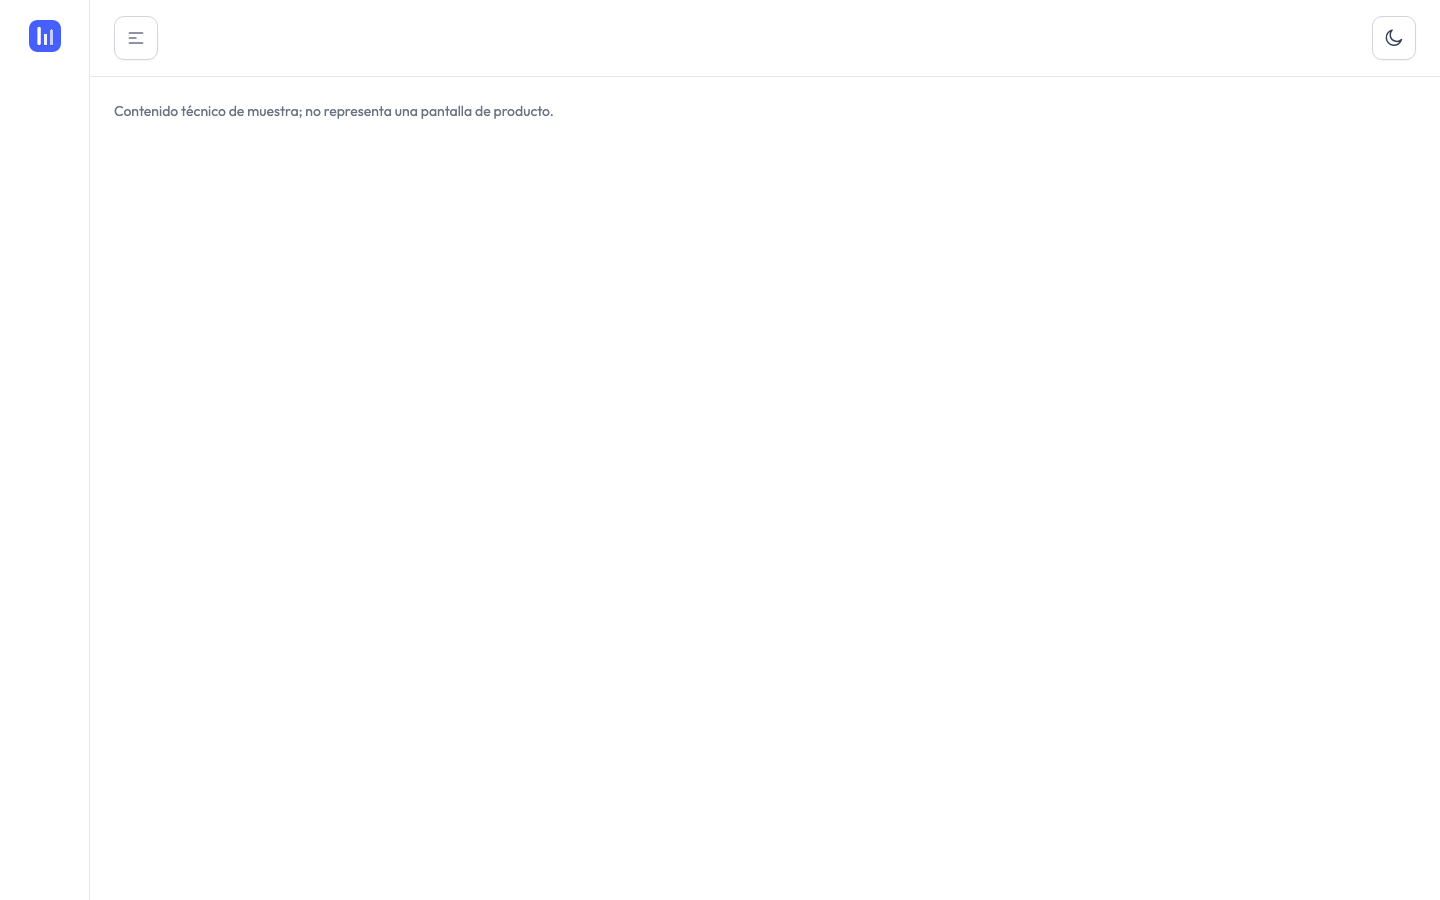 Contenido técnico de muestra; no representa una pantalla de producto.